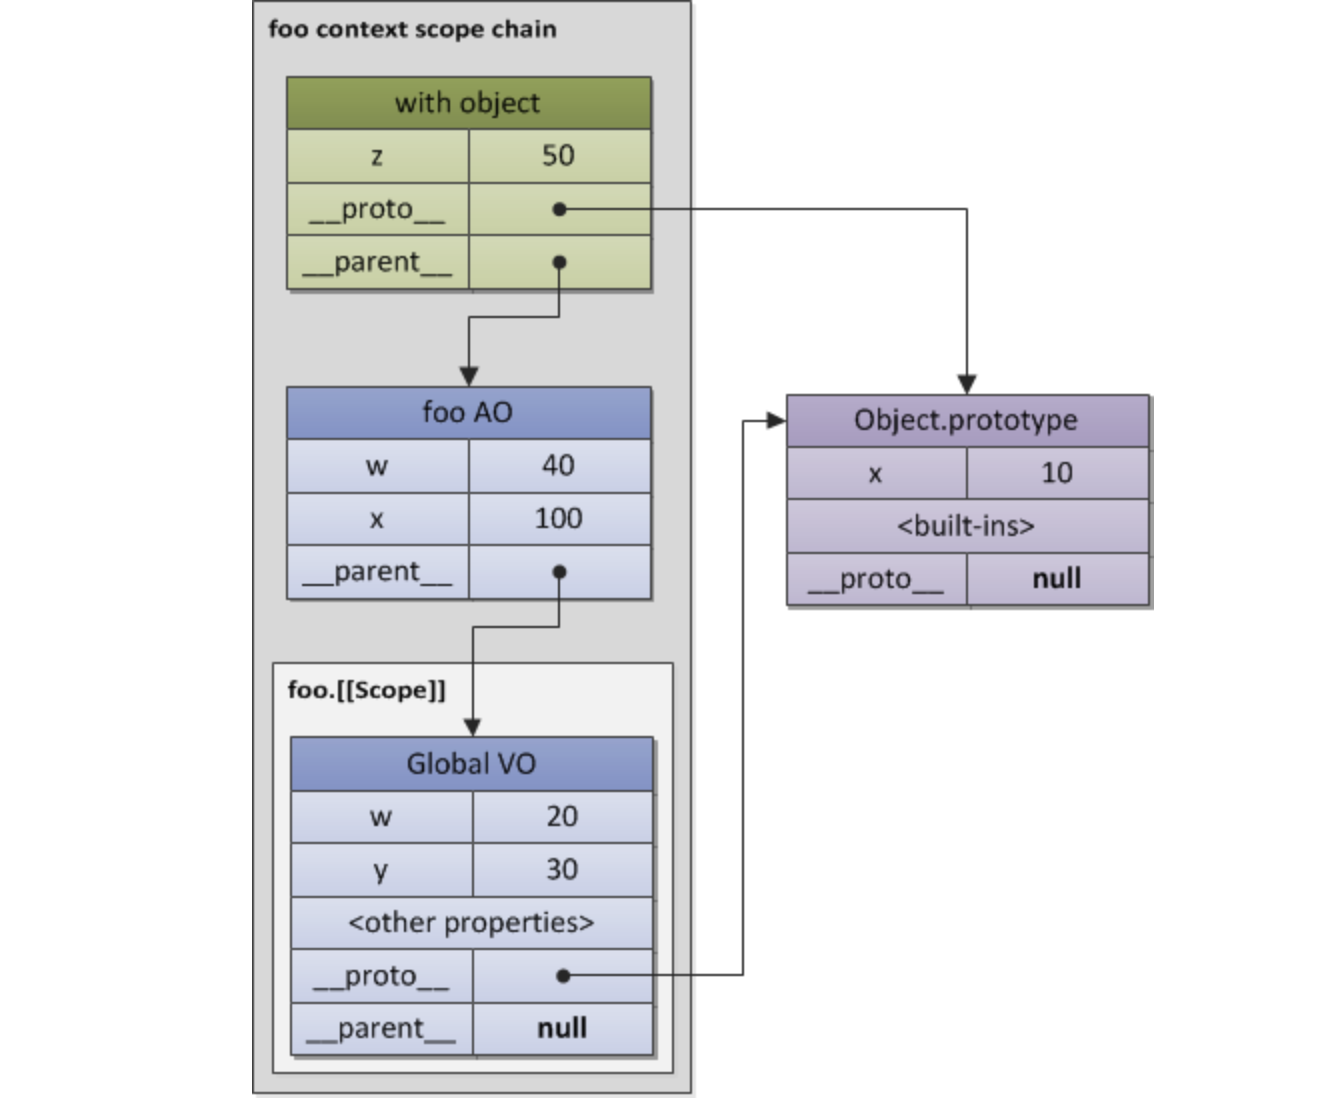 foo context scope chain
with object
z 50
__proto__
__parent__
foo AO
w 40
x 100
__parent__
Object.prototype
x 10
<built-ins>
__proto__ null
foo.[[Scope]]
Global VO
w 20
y 30
<other properties>
__proto__
__parent__ null